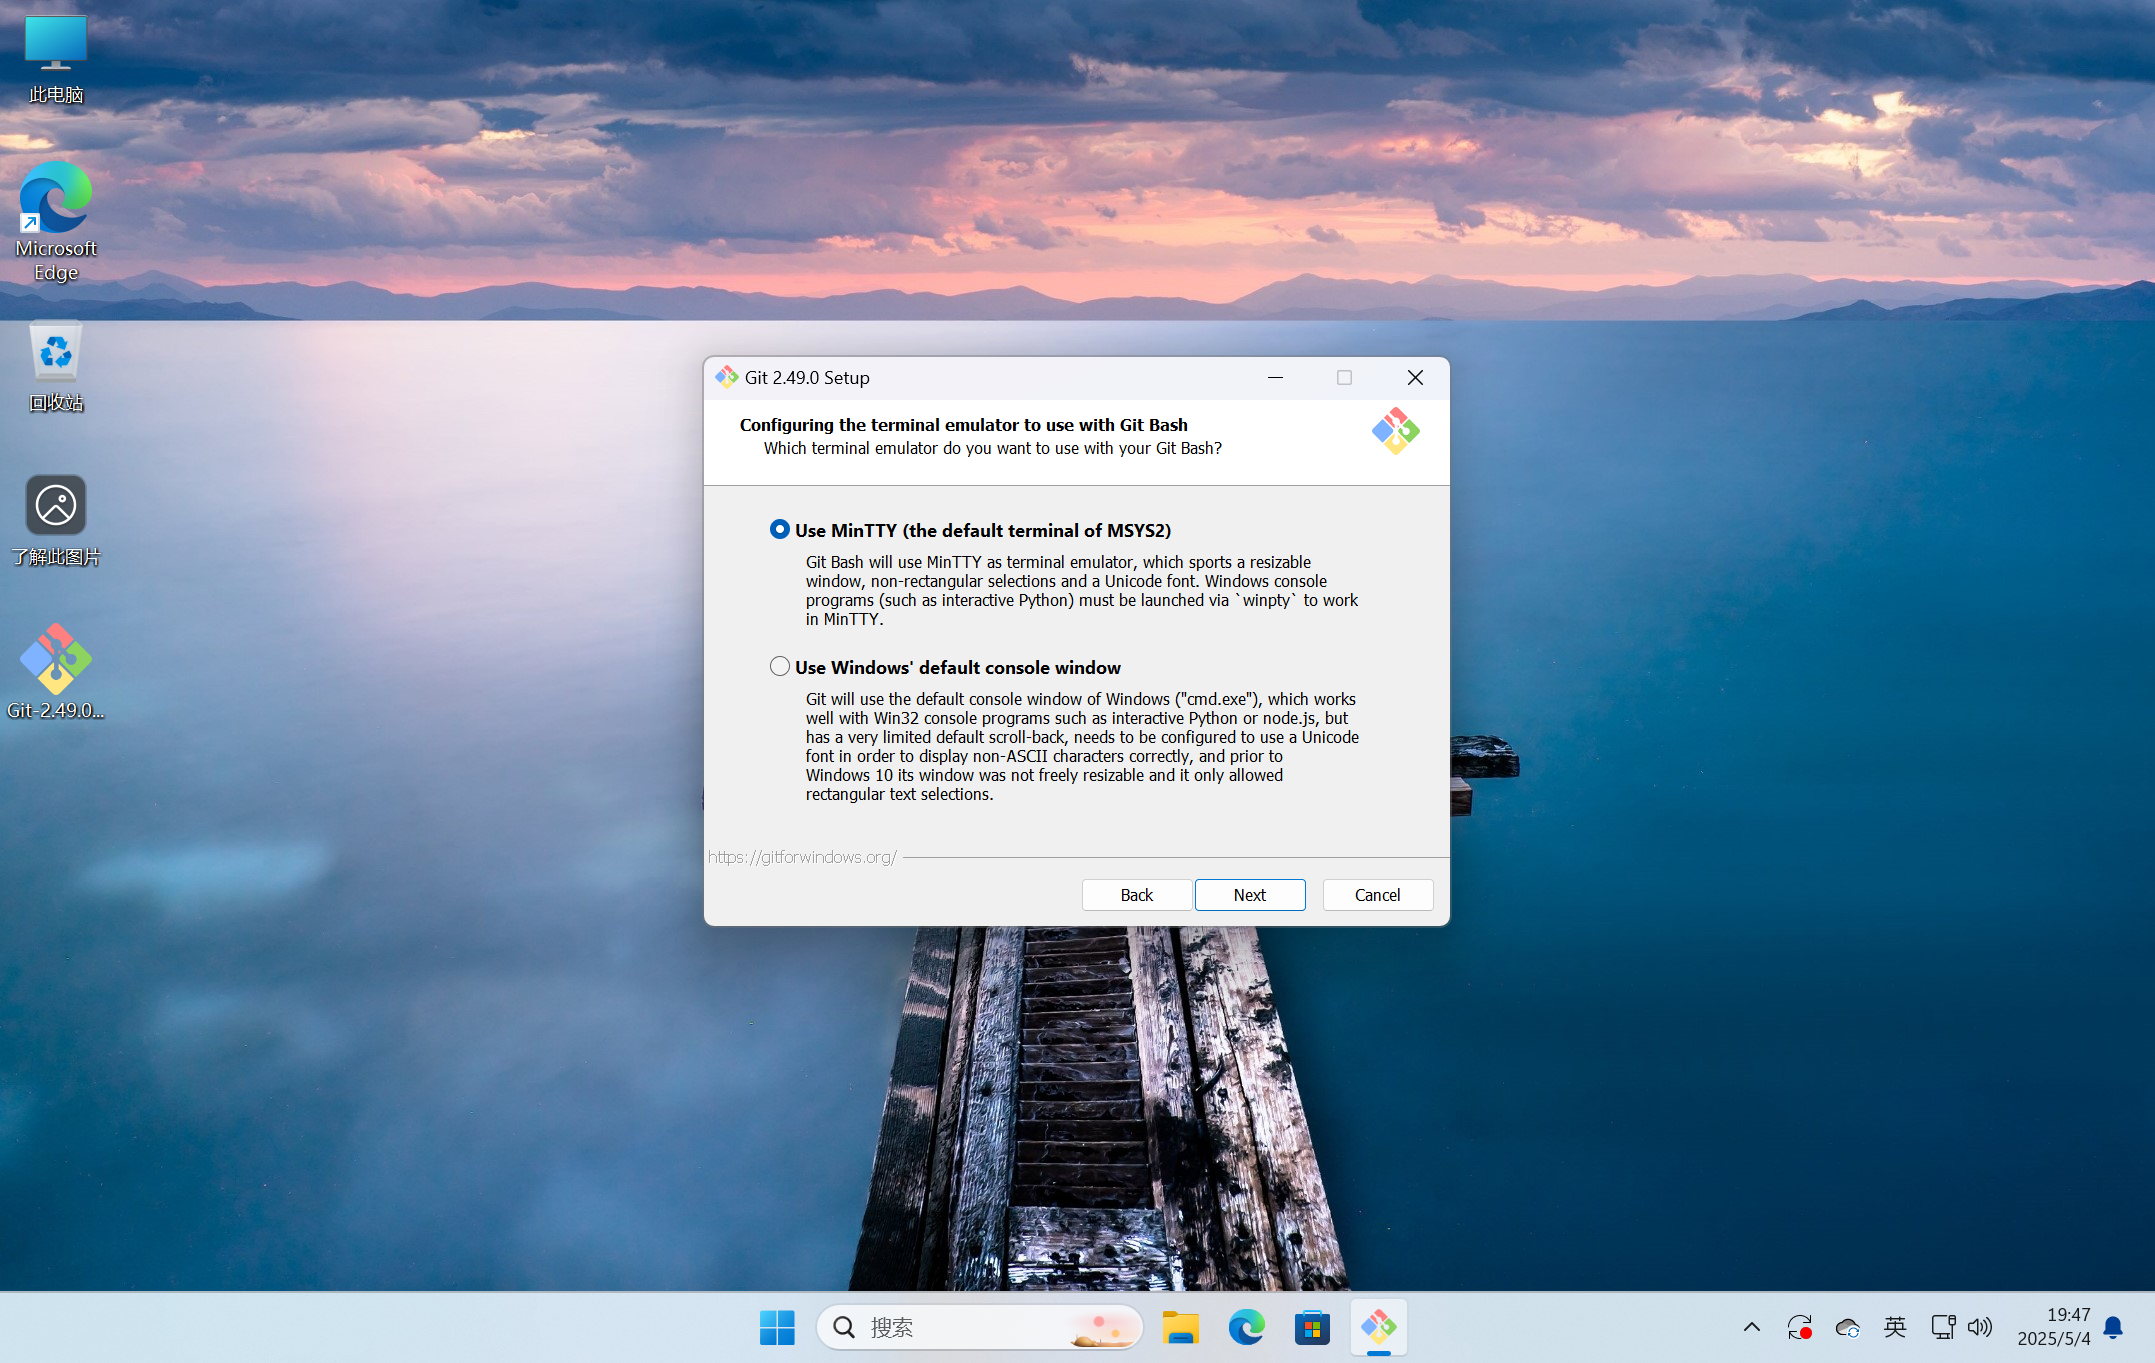 此电脑
Microsoft
Edge
回收站
了解此图片
Git-2.49.0...
Git 2.49.0 Setup
Configuring the terminal emulator to use with Git Bash
Which terminal emulator do you want to use with your Git Bash?
Use MinTTY (the default terminal of MSYS2)
Git Bash will use MinTTY as terminal emulator, which sports a resizable
window, non-rectangular selections and a Unicode font. Windows console
programs (such as interactive Python) must be launched via `winpty` to work
in MinTTY.
Use Windows' default console window
Git will use the default console window of Windows ("cmd.exe"), which works
well with Win32 console programs such as interactive Python or node.js, but
has a very limited default scroll-back, needs to be configured to use a Unicode
font in order to display non-ASCII characters correctly, and prior to
Windows 10 its window was not freely resizable and it only allowed
rectangular text selections.
https://gitforwindows.org/
Back
Next
Cancel
搜索
英
19:47
2025/5/4